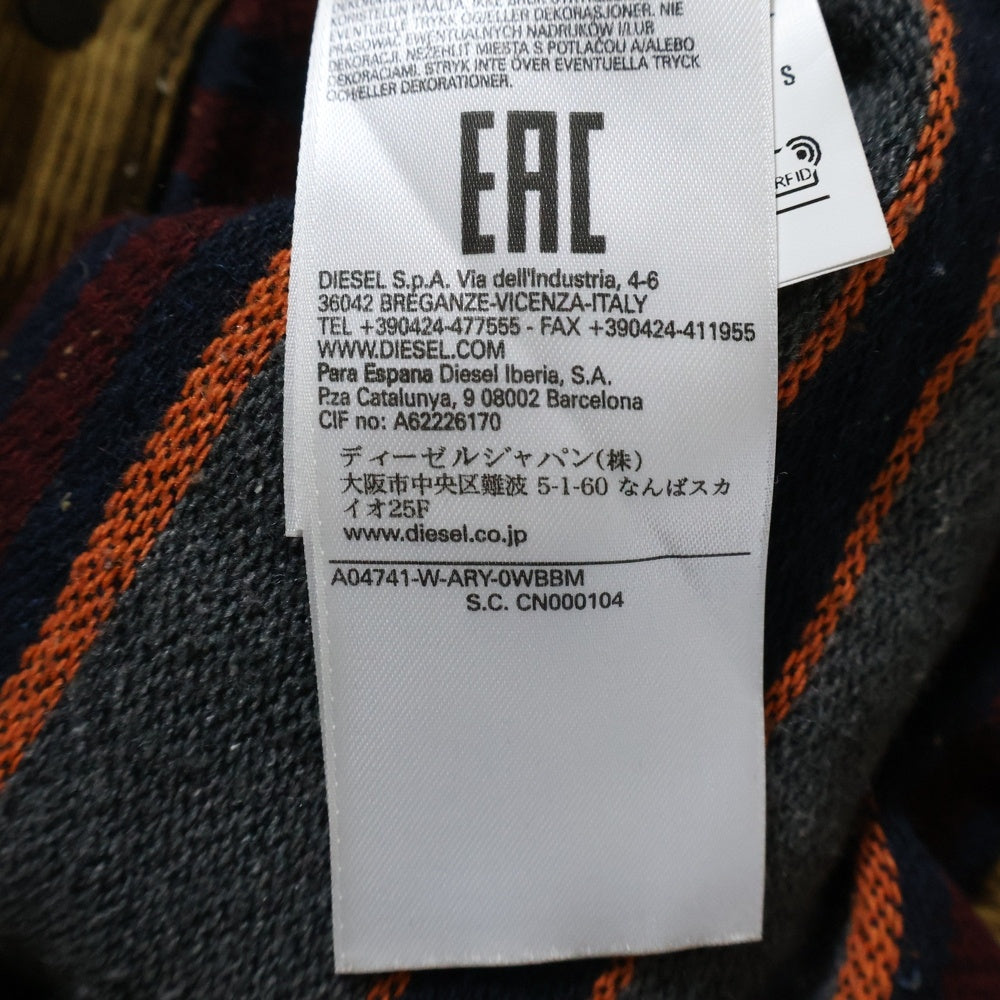 KORISTELUN PÄÄLTÄ. IKKE
TRYKK OG/ELLER DEKORASJONER. NIE
PRASOWAĆ EWENTUALNYCH NADRUKÓW I/LUB
DEKORACJI. NEŽEHLIT MIESTA S POTLAČOU A/ALEBO
DEKORÁCIAMI. STRYK INTE ÖVER EVENTUELLA TRYCK
OCH/ELLER DEKORATIONER.
S
RFID
EAC
DIESEL S.p.A. Via dell'Industria, 4-6
36042 BREGANZE-VICENZA-ITALY
TEL +390424-477555 - FAX +390424-411955
WWW.DIESEL.COM
Para Espana Diesel Iberia, S.A.
P.za Catalunya, 9 08002 Barcelona
CIF no: A62226170
ディーゼルジャパン(株)
大阪市中央区難波 5-1-60 なんばスカ
イオ25F
www.diesel.co.jp
A04741-W-ARY-0WBBM
S.C. CN000104